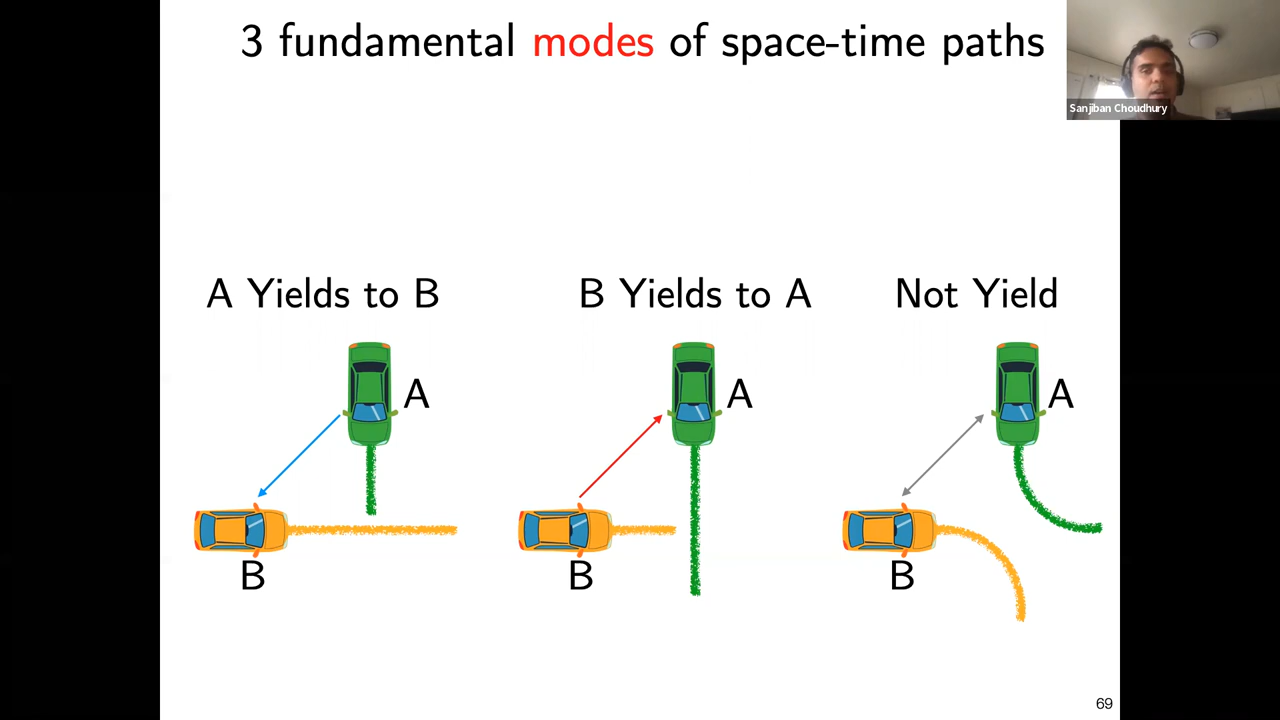 3 fundamental modes of space-time paths
Sanjiban Choudhury
A Yields to B
B Yields to A
Not Yield
A
A
A
B
B
B
69